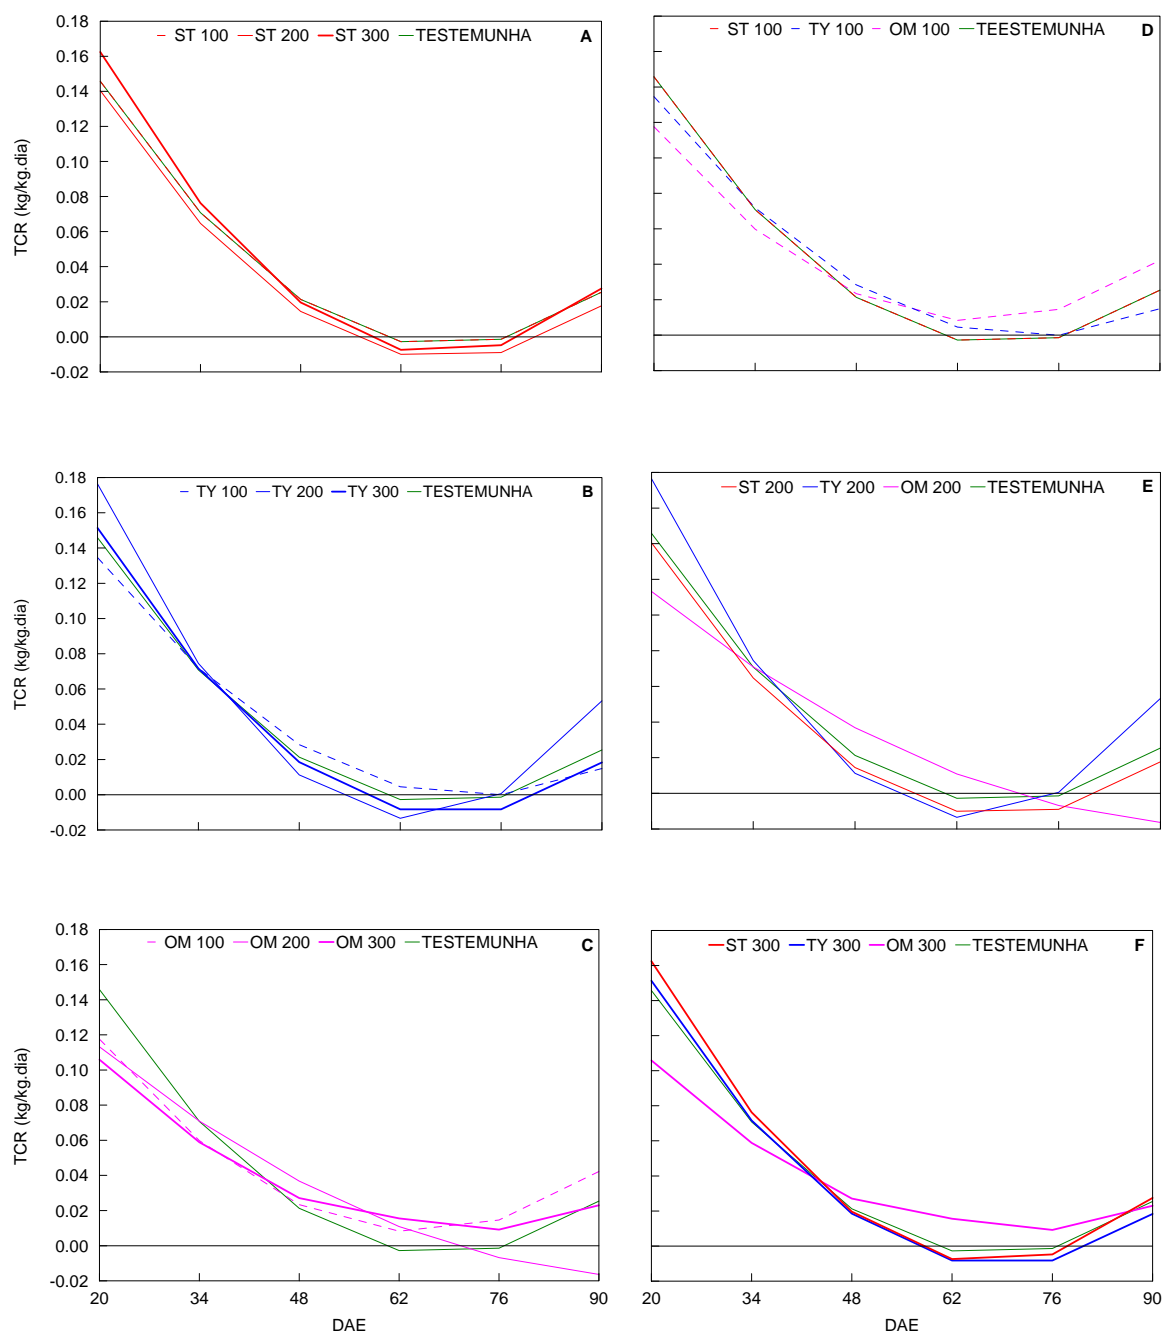 ST 100 ST 200 ST 300 TESTEMUNHA A
0.18
0.16
0.14
0.12
0.10
0.08
0.06
0.04
0.02
0.00
-0.02
TCR (kg/kg.dia)
ST 100 TY 100 OM 100 TEESTEMUNHA D
TY 100 TY 200 TY 300 TESTEMUNHA B
0.18
0.16
0.14
0.12
0.10
0.08
0.06
0.04
0.02
0.00
-0.02
TCR (kg/kg.dia)
ST 200 TY 200 OM 200 TESTEMUNHA E
OM 100 OM 200 OM 300 TESTEMUNHA C
0.18
0.16
0.14
0.12
0.10
0.08
0.06
0.04
0.02
0.00
-0.02
TCR (kg/kg.dia)
20 34 48 62 76 90
DAE
ST 300 TY 300 OM 300 TESTEMUNHA F
20 34 48 62 76 90
DAE